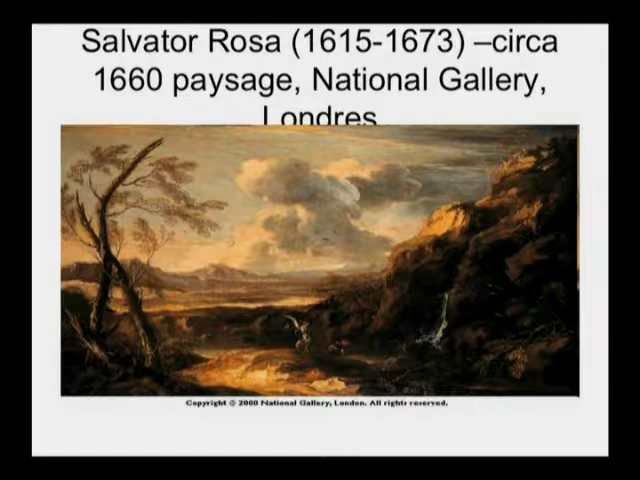 Salvator Rosa (1615-1673) –circa
1660 paysage, National Gallery,
Londres
Copyright © 2000 National Gallery, London. All rights reserved.